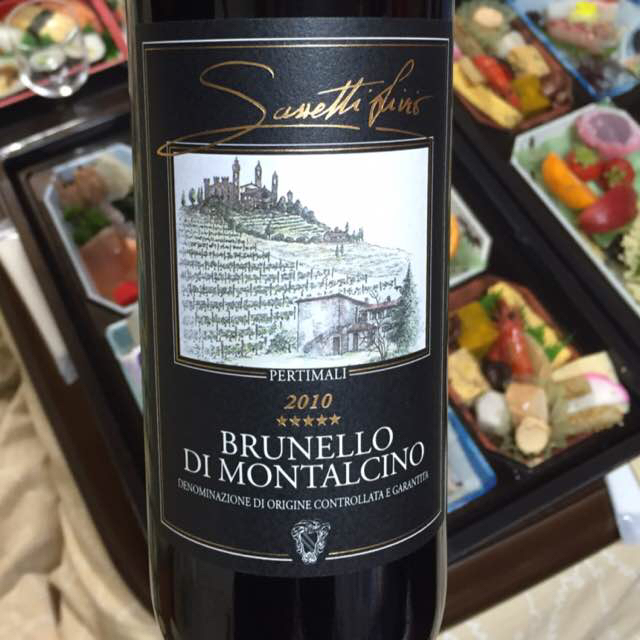 Sassetti Livio
PERTIMALI
2010
BRUNELLO
DI MONTALCINO
DENOMINAZIONE DI ORIGINE CONTROLLATA E GARANTITA